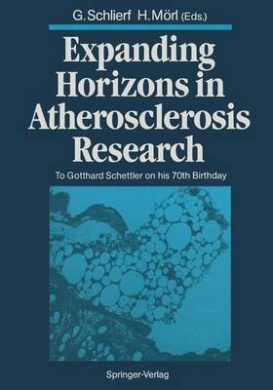 G. Schlierf H. Mörl (Eds.)
Expanding
Horizons in
Atherosclerosis
Research
To Gotthard Schettler on his 70th Birthday
Springer-Verlag